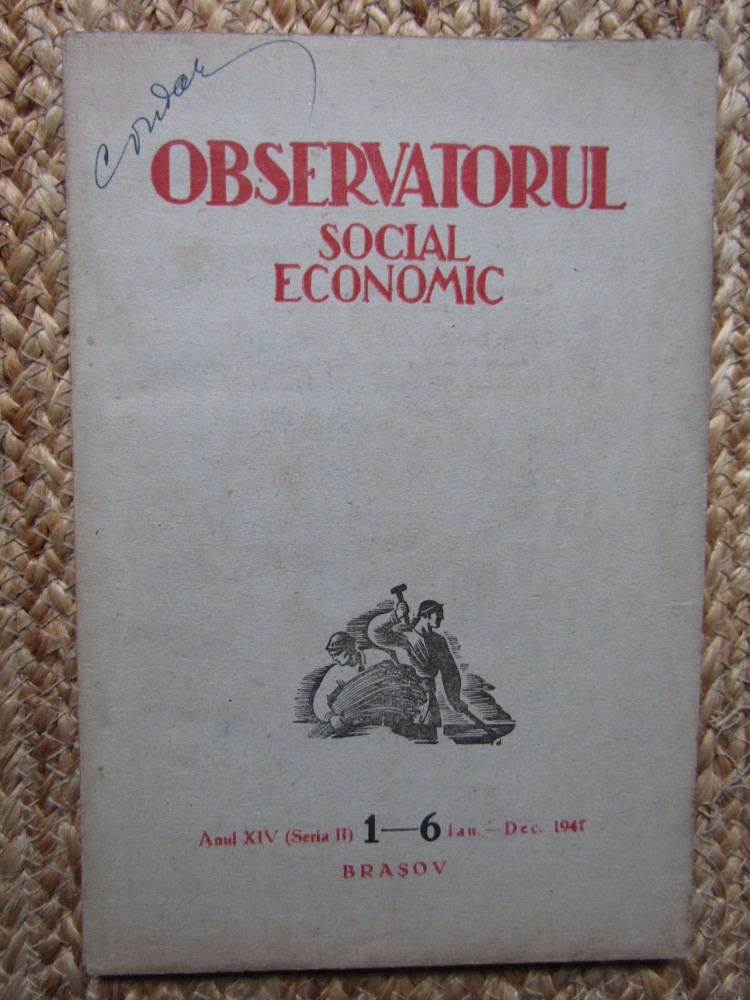 OBSERVATORUL
SOCIAL
ECONOMIC
Anul XIV (Seria II) 1—6 Ian. — Dec. 1947
BRAȘOV